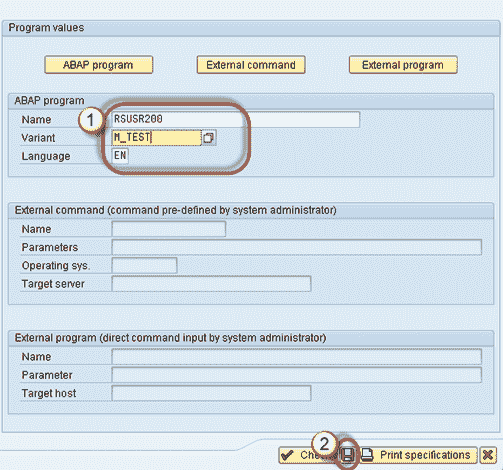 Program values
ABAP program External command External program
ABAP program
1
Name RSUSR200
Variant M_TEST
Language EN
External command (command pre-defined by system administrator)
Name
Parameters
Operating sys.
Target server
External program (direct command input by system administrator)
Name
Parameter
Target host
2
Print specifications